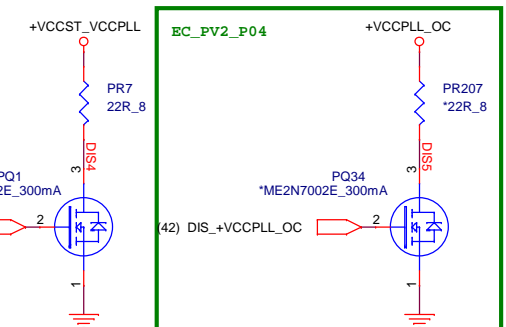 +VCCST_VCCPLL
EC_PV2_P04
+VCCPLL_OC
PR7
22R_8
PR207
*22R_8
DIS4
DIS5
3
3
PQ1
2E_300mA
PQ34
*ME2N7002E_300mA
2
(42) DIS_+VCCPLL_OC
2
1
1